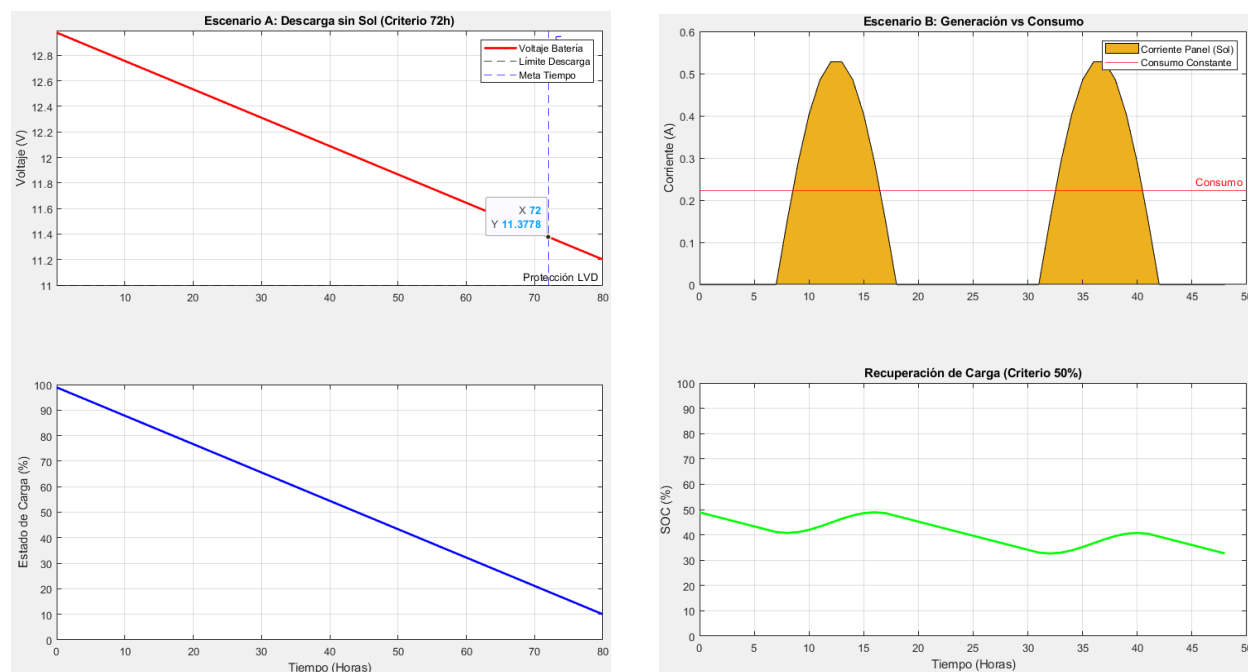 Escenario A: Descarga sin Sol (Criterio 72h)
Voltaje (V)
12.8
12.6
12.4
12.2
12
11.8
11.6
11.4
11.2
11
Voltaje Batería
Límite Descarga
Meta Tiempo
X 72
Y 11.3778
Protección LVD
10 20 30 40 50 60 70 80
Estado de Carga (%)
100
90
80
70
60
50
40
30
20
10
0
0 10 20 30 40 50 60 70 80
Tiempo (Horas)
Escenario B: Generación vs Consumo
Corriente (A)
0.6
0.5
0.4
0.3
0.2
0.1
0
Corriente Panel (Sol)
Consumo Constante
Consumo
0 5 10 15 20 25 30 35 40 45 50
Recuperación de Carga (Criterio 50%)
SOC (%)
100
90
80
70
60
50
40
30
20
10
0
0 5 10 15 20 25 30 35 40 45 50
Tiempo (Horas)